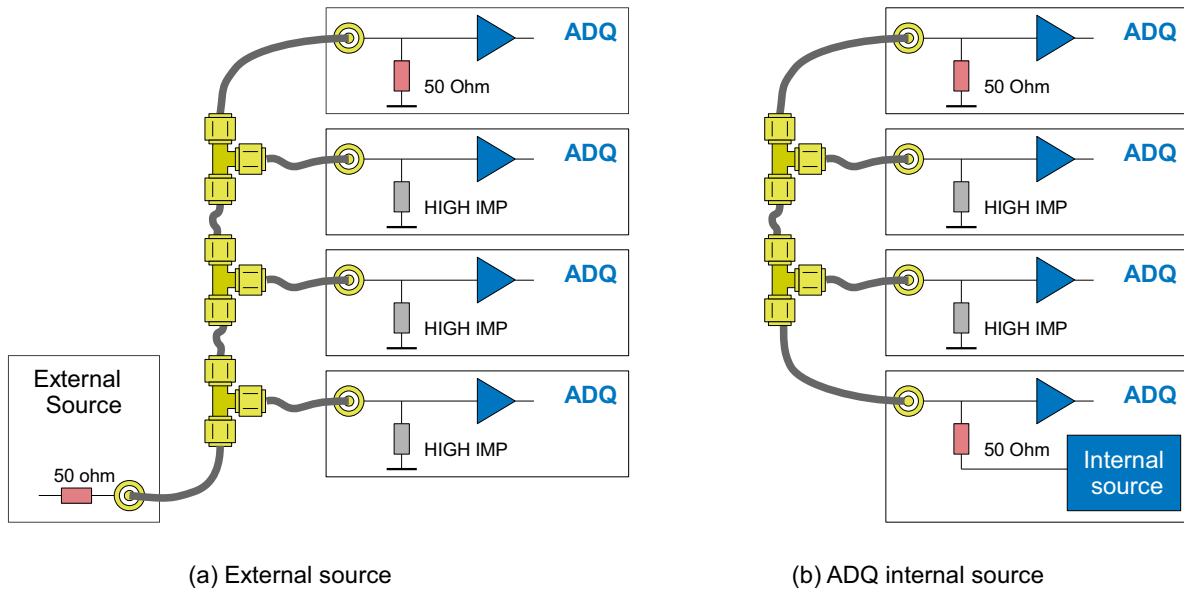 ADQ
50 Ohm
ADQ
HIGH IMP
ADQ
HIGH IMP
ADQ
HIGH IMP
External
Source
50 ohm
(a) External source
ADQ
50 Ohm
ADQ
HIGH IMP
ADQ
HIGH IMP
ADQ
50 Ohm
Internal
source
(b) ADQ internal source